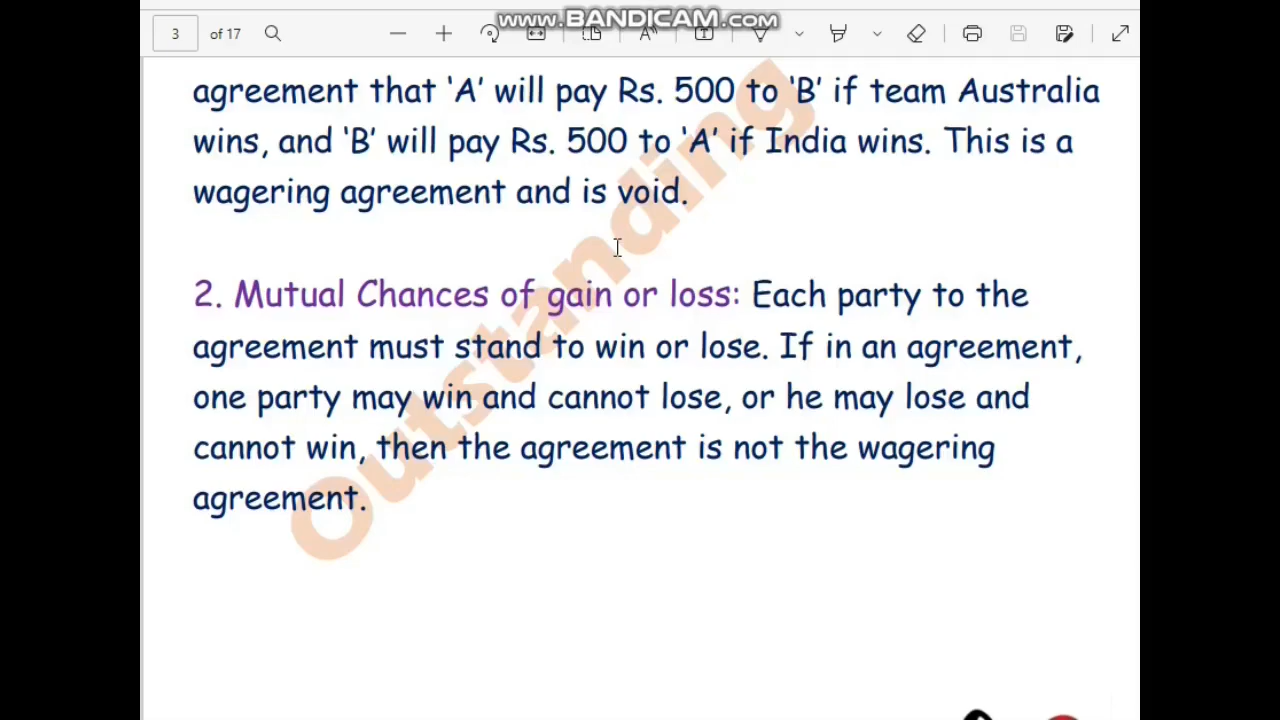 www.BANDICAM.com
3 of 17
agreement that ‘A’ will pay Rs. 500 to ‘B’ if team Australia
wins, and ‘B’ will pay Rs. 500 to ‘A’ if India wins. This is a
wagering agreement and is void.
2. Mutual Chances of gain or loss: Each party to the
agreement must stand to win or lose. If in an agreement,
one party may win and cannot lose, or he may lose and
cannot win, then the agreement is not the wagering
agreement.
Outstanding